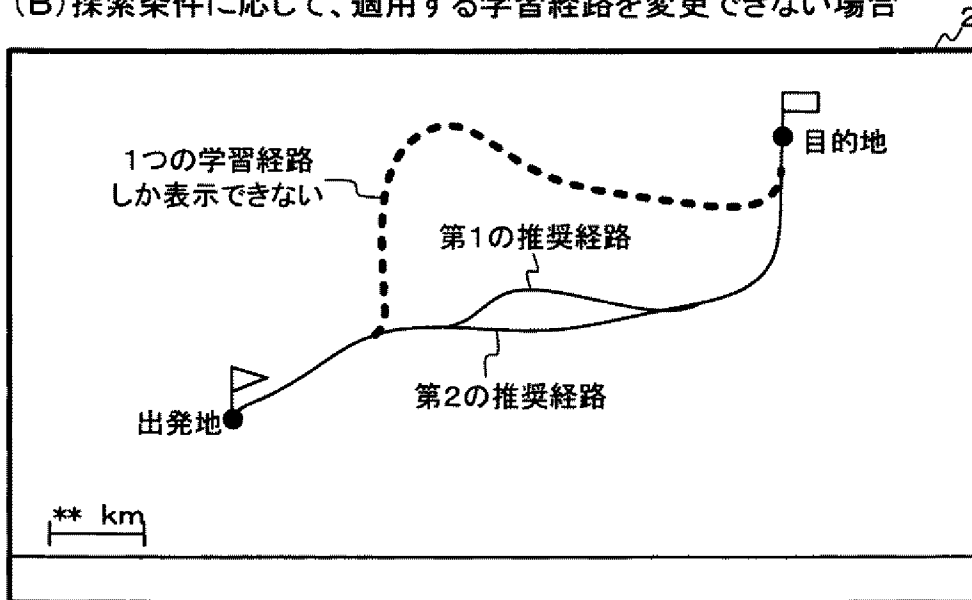 (B)探索条件に応じて、適用する学習経路を変更できない場合
2
目的地
1つの学習経路
しか表示できない
第1の推奨経路
第2の推奨経路
出発地
** km